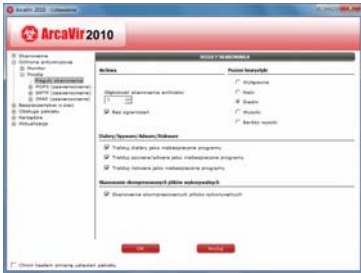 ArcaVir 2010 - Ustawienia
ArcaVir 2010
Skanowanie
Ochrona antywirusowa
Monitor
Poczta
Reguły skanowania
POP3 (zaawansowane)
SMTP (zaawansowane)
IMAP (zaawansowane)
Bezpieczeństwo w sieci
Obsługa pakietu
Narzędzia
Aktualizacja
REGUŁY SKANOWANIA
Archiwa
Poziom heurystyki
Głębokość skanowania archiwów:
Bez ograniczeń
Wyłączona
Niski
Średni
Wysoki
Bardzo wysoki
Dialery/Spyware/Adware/Riskware
Traktuj dialery jako niebezpieczne programy
Traktuj spyware/adware jako niebezpieczne programy
Traktuj riskware jako niebezpieczne programy
Skanowanie skompresowanych plików wykonywalnych
Skanowanie skompresowanych plików wykonywalnych
OK
Anuluj
Chroń hasłem zmianę ustawień pakietu